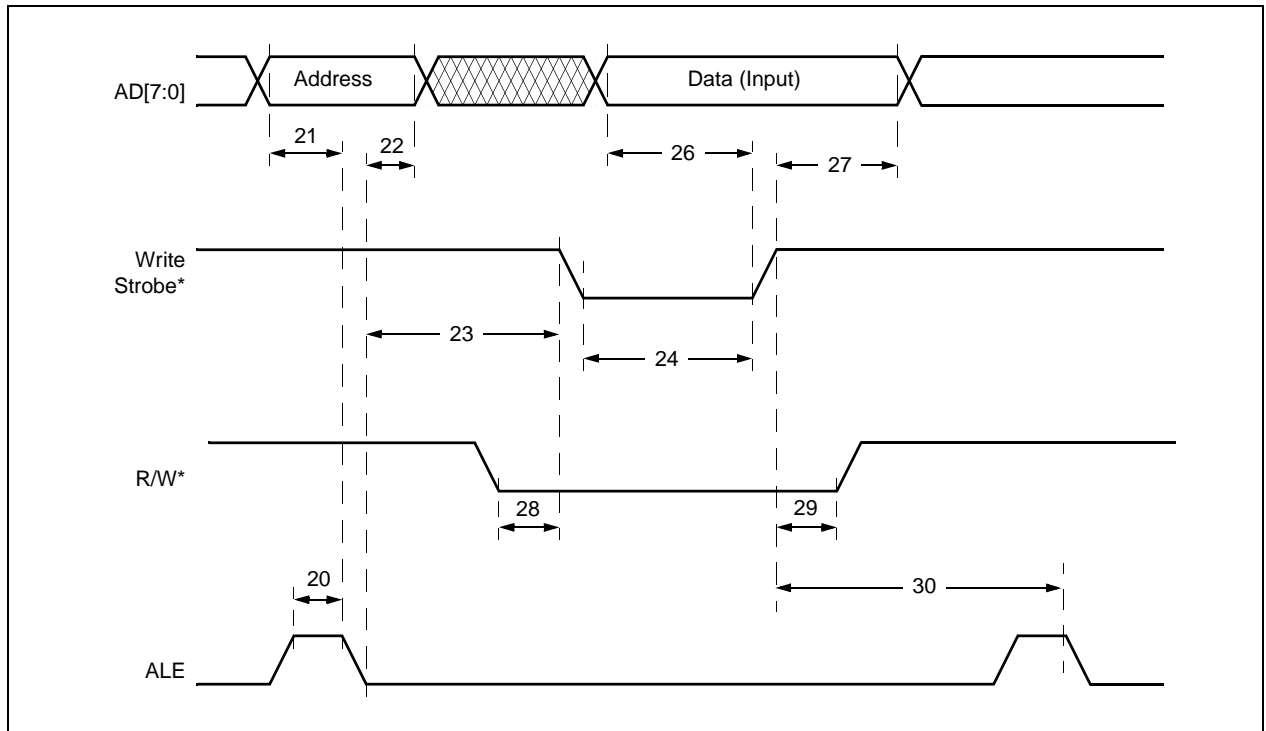 AD[7:0]
Address
Data (Input)
21
22
26
27
Write
Strobe*
23
24
R/W*
28
29
20
30
ALE